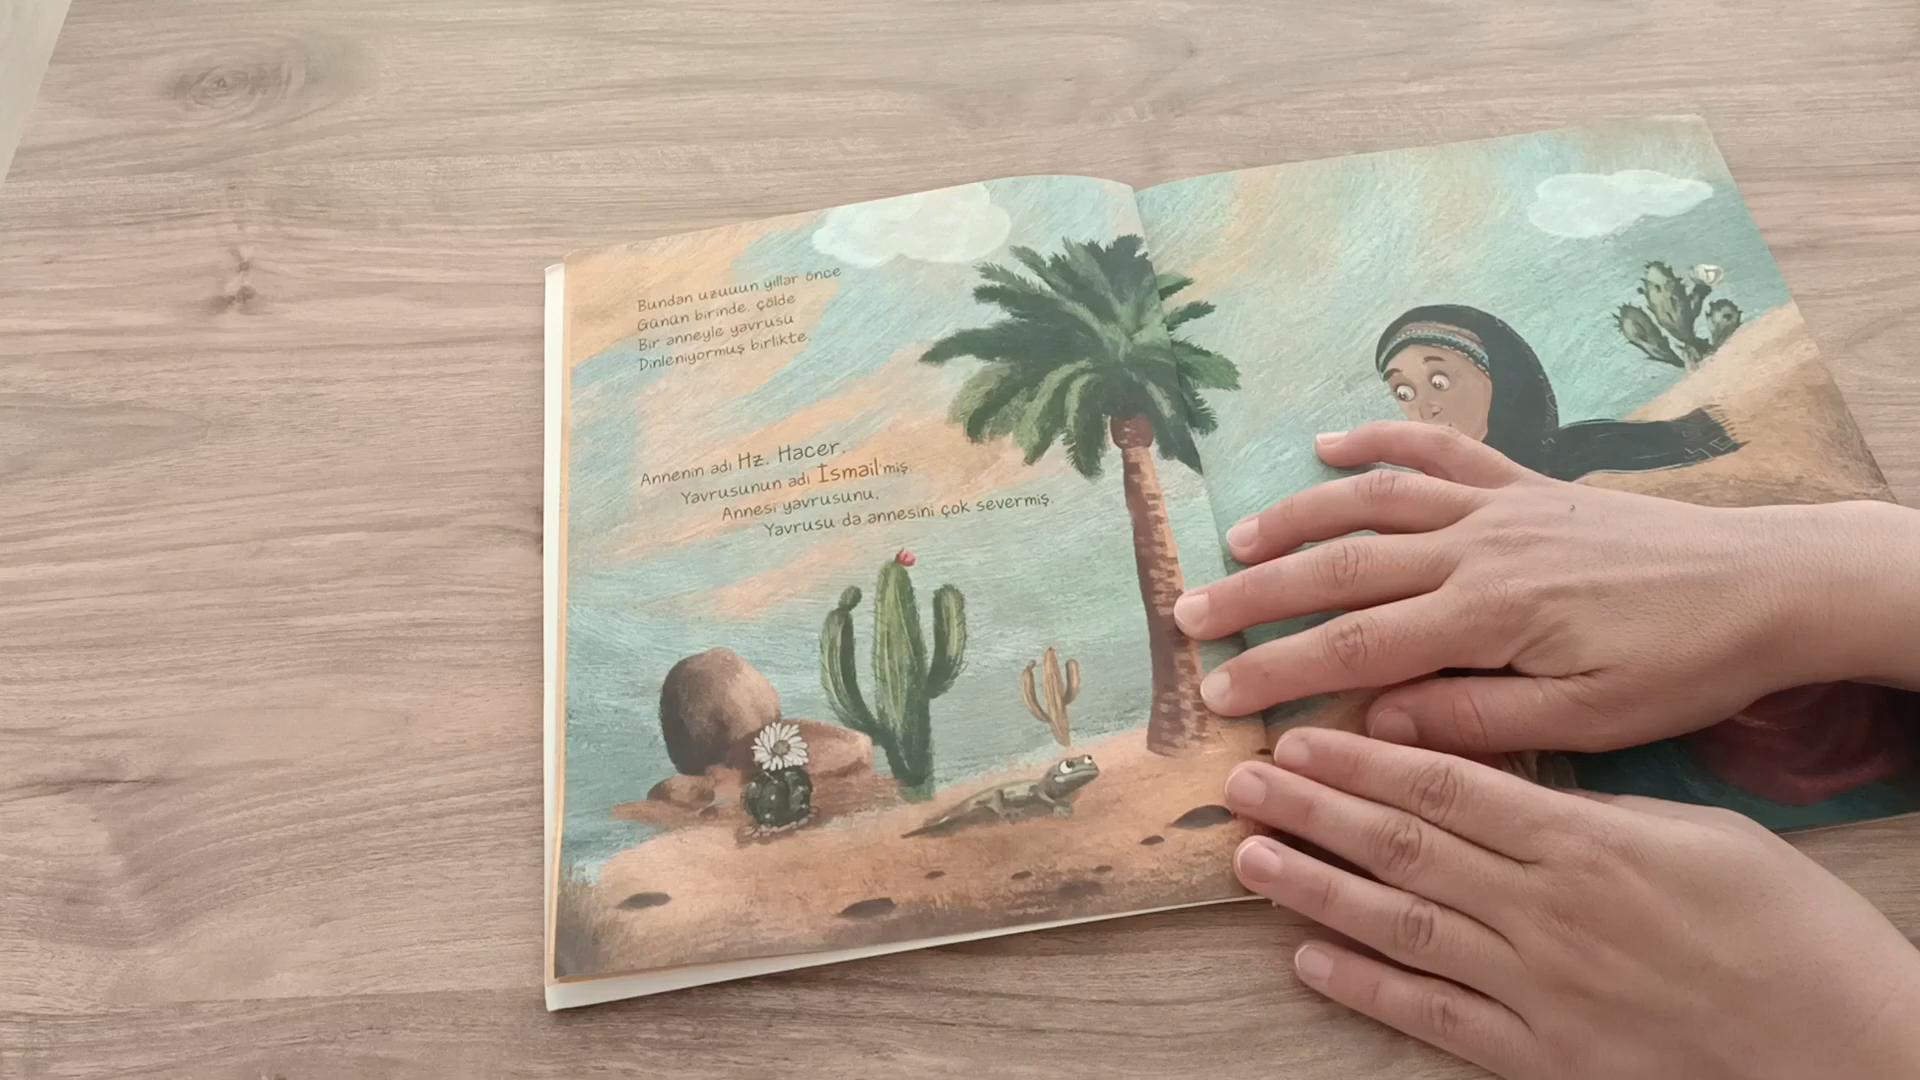 Bundan uzuuun yıllar önce
Günün birinde, çölde
Bir anneyle yavrusu
Dinleniyormuş birlikte.
Annenin adı Hz. Hacer,
Yavrusunun adı İsmail'miş.
Annesi yavrusunu,
Yavrusu da annesini çok severmiş.